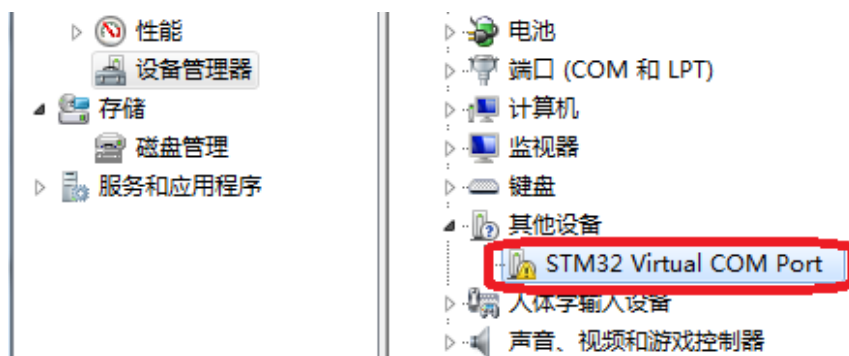 性能
设备管理器
存储
磁盘管理
服务和应用程序
电池
端口 (COM 和 LPT)
计算机
监视器
键盘
其他设备
STM32 Virtual COM Port
人体学输入设备
声音、视频和游戏控制器